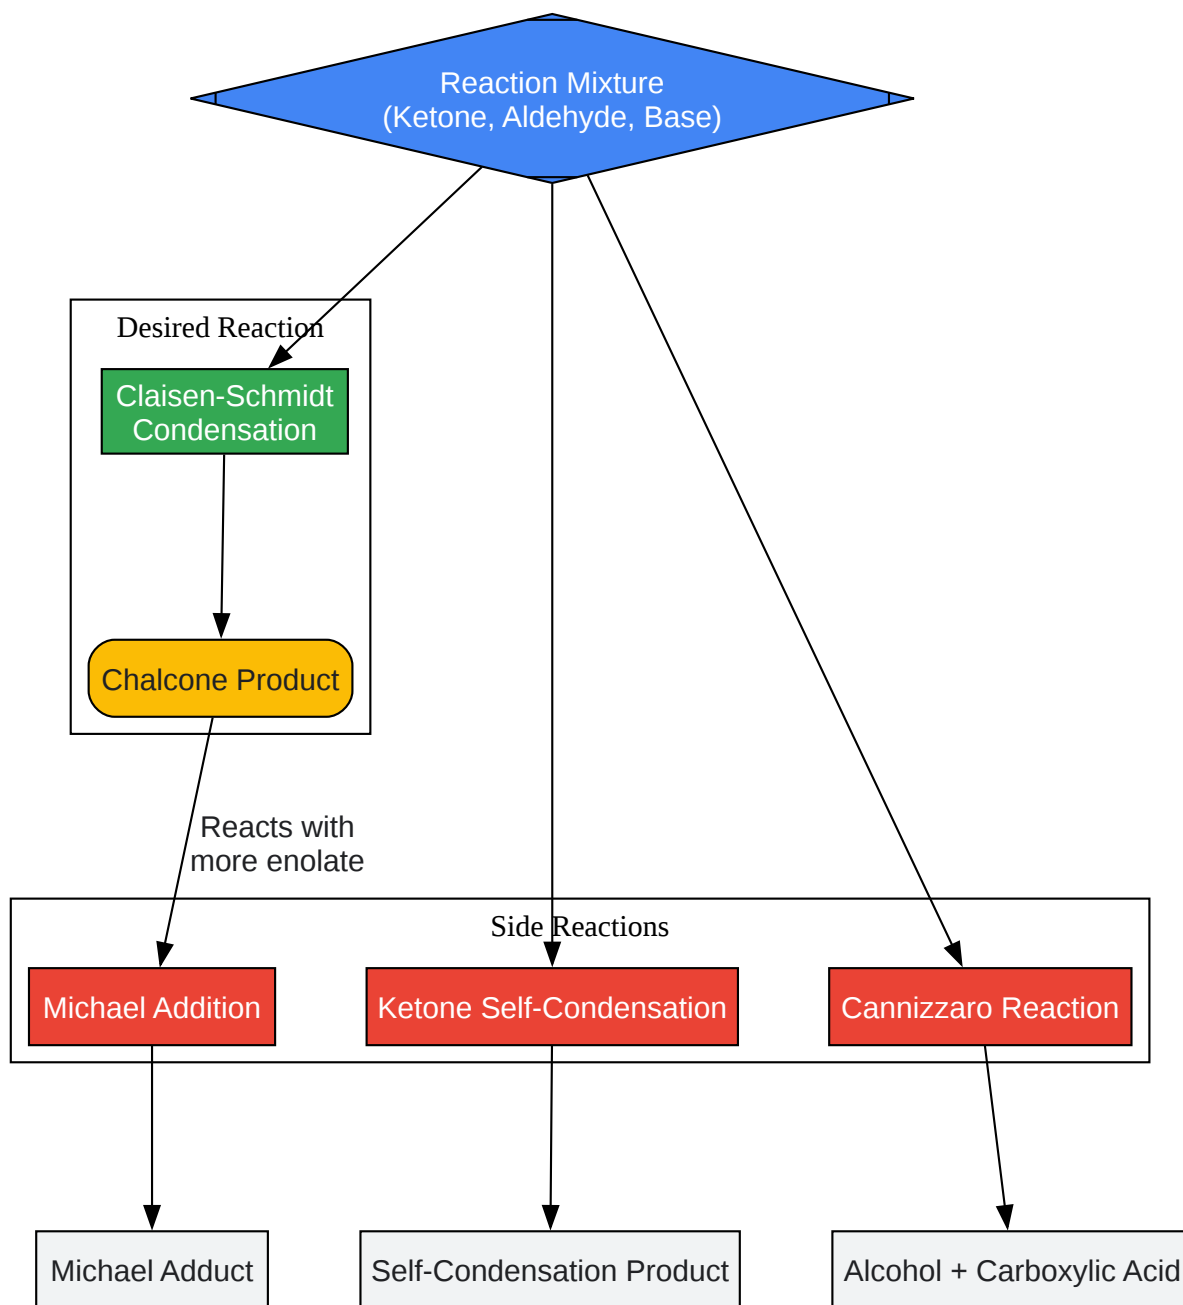 Reaction Mixture
(Ketone, Aldehyde, Base)
Desired Reaction
Claisen-Schmidt
Condensation
Chalcone Product
Reacts with
more enolate
Side Reactions
Michael Addition
Ketone Self-Condensation
Cannizzaro Reaction
Michael Adduct
Self-Condensation Product
Alcohol + Carboxylic Acid